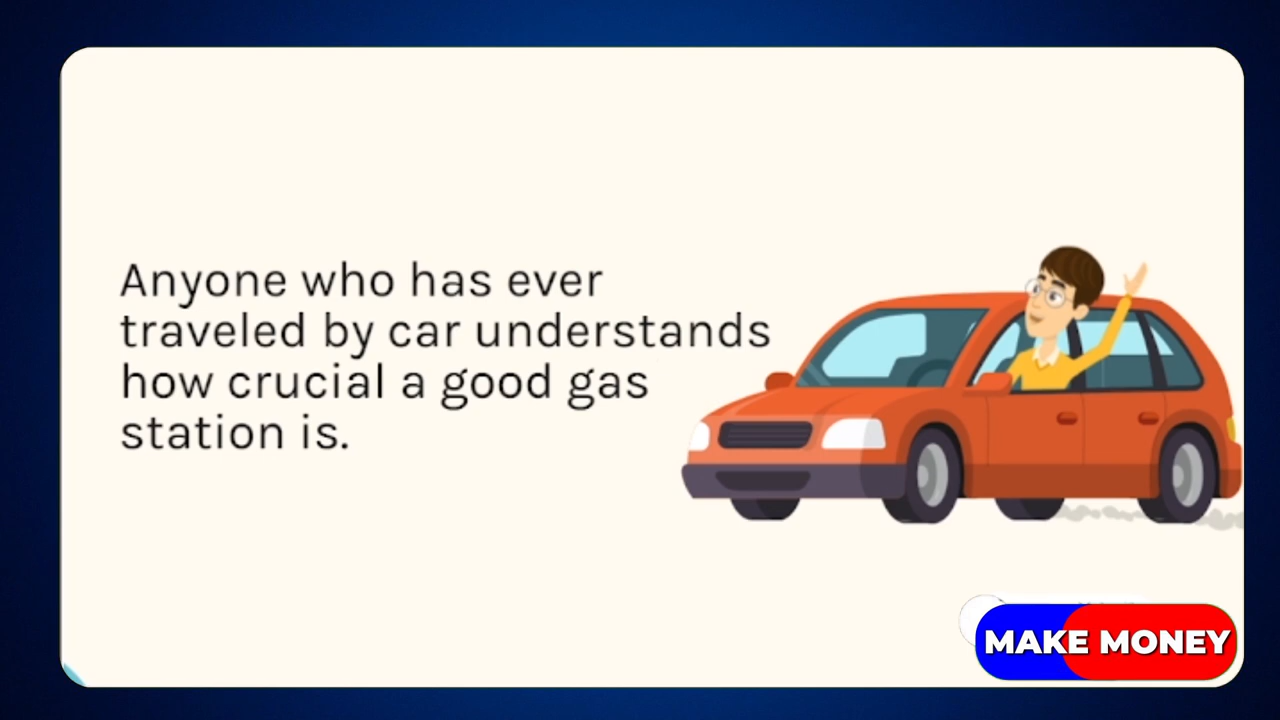 Anyone who has ever
traveled by car understands
how crucial a good gas
station is.
MAKE MONEY